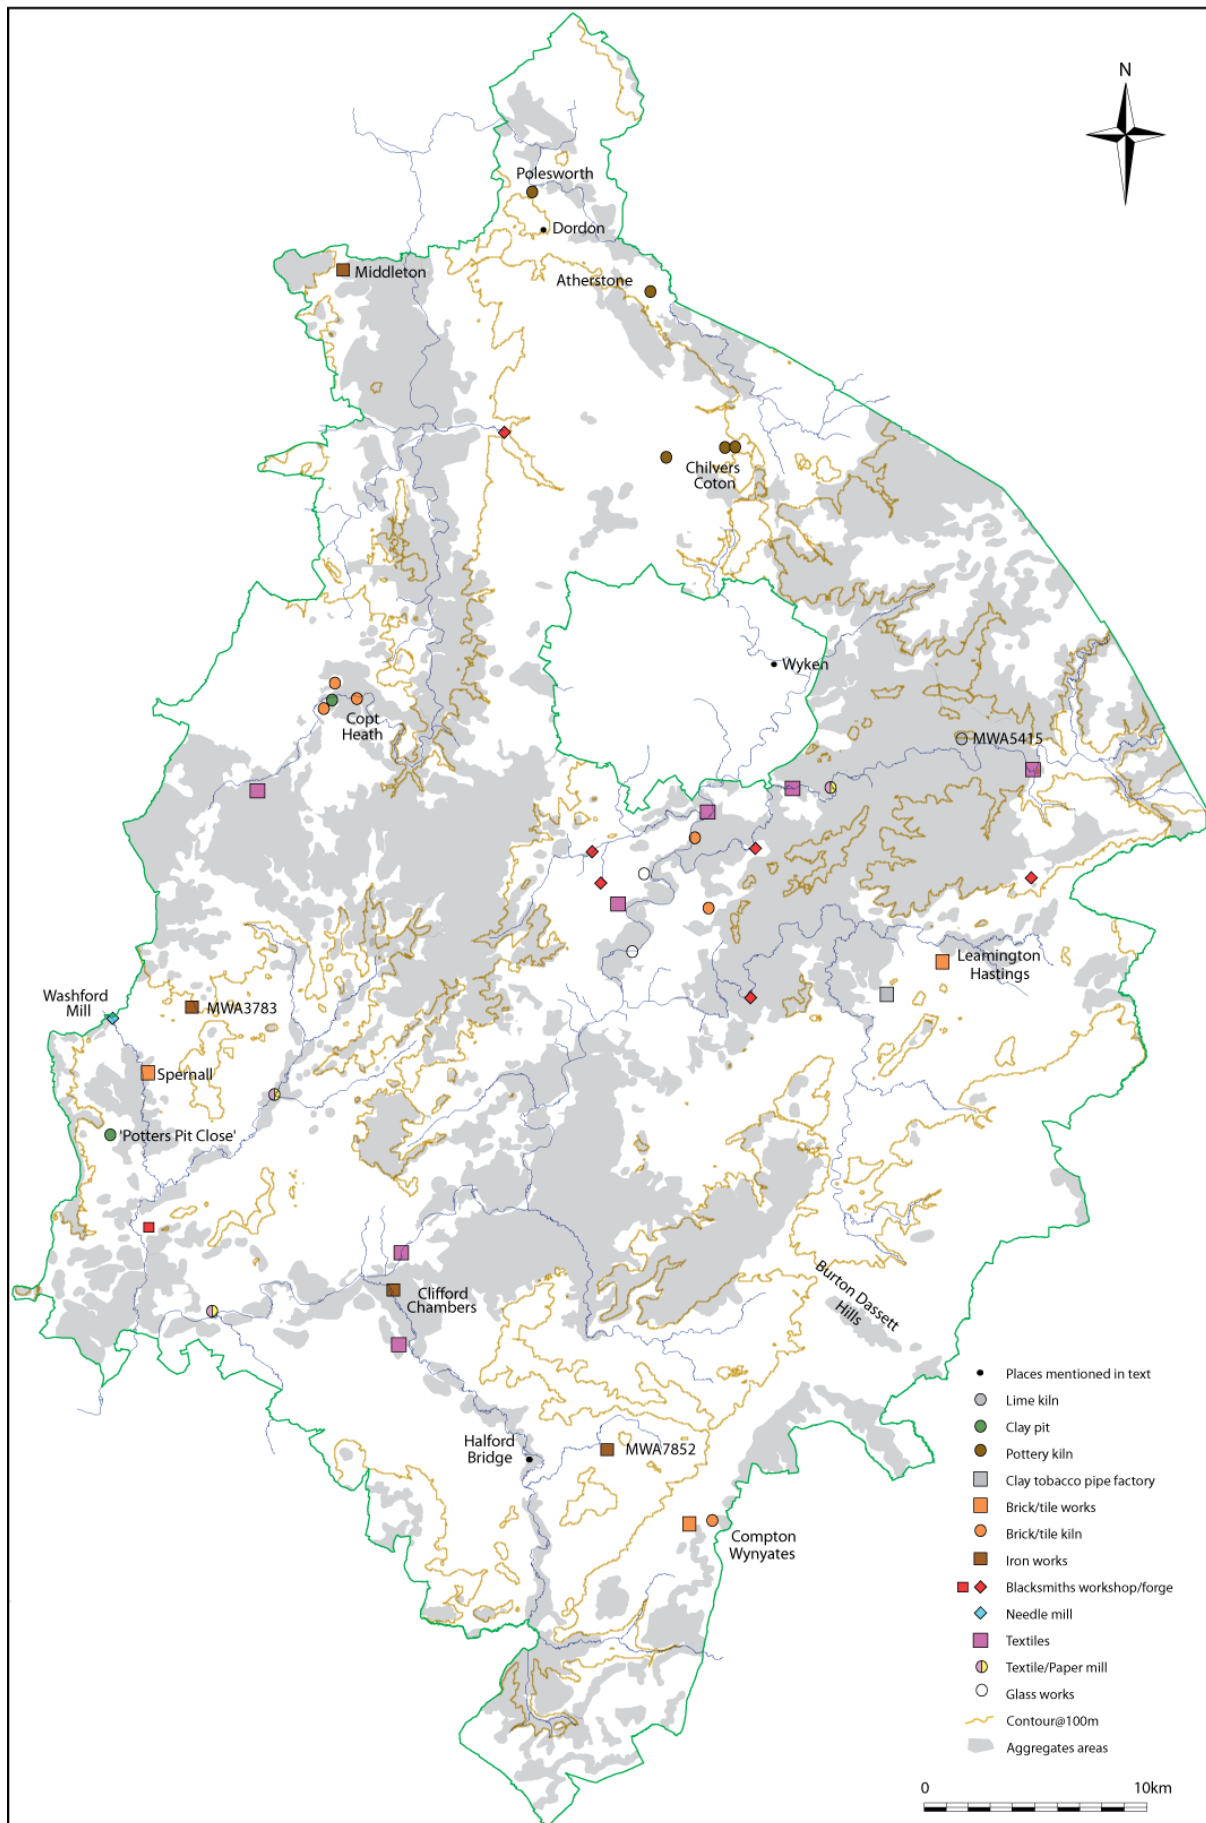 N
Polesworth
Dordon
Middleton
Atherstone
Chilvers
Coton
Wyken
Copt
Heath
MWA5415
Leamington
Hastings
Washford
Mill
MWA3783
Spernall
'Potters Pit Close'
Clifford
Chambers
Burton Dassett
Hills
Halford
Bridge
MWA7852
Compton
Wynyates
Places mentioned in text
Lime kiln
Clay pit
Pottery kiln
Clay tobacco pipe factory
Brick/tile works
Brick/tile kiln
Iron works
Blacksmiths workshop/forge
Needle mill
Textiles
Textile/Paper mill
Glass works
Contour@100m
Aggregates areas
0 10km